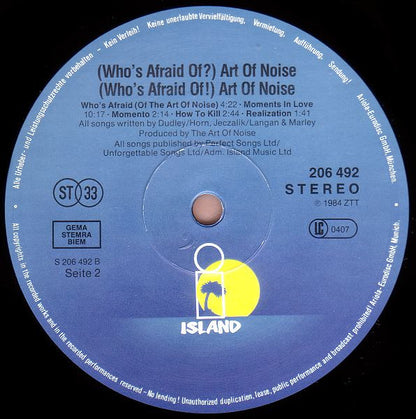 Alle Urheber- und Leistungsschutzrechte vorbehalten – Kein Verleih! Keine unerlaubte Vervielfältigung, Vermietung, Aufführung, Sendung! Ariola-Eurodisc GmbH, München.
(Who's Afraid Of?) Art Of Noise
(Who's Afraid Of!) Art Of Noise
Who's Afraid (Of The Art Of Noise) 4:22 · Moments In Love
10:17 · Momento 2:14 · How To Kill 2:44 · Realization 1:41
All songs written by Dudley/Horn, Jeczalik/Langan & Marley
Produced by The Art Of Noise
All songs published by Perfect Songs Ltd/
Unforgettable Songs Ltd/Adm. Island Music Ltd
ST 33
206 492
STEREO
℗ 1984 ZTT
GEMA
STEMRA
BIEM
LC 0407
S 206 492 B
Seite 2
ISLAND
All copyrights in the recorded works and in the recorded performances reserved – No lending! Unauthorized duplication, lease, public performance and broadcast prohibited! Ariola-Eurodisc GmbH, Munich.